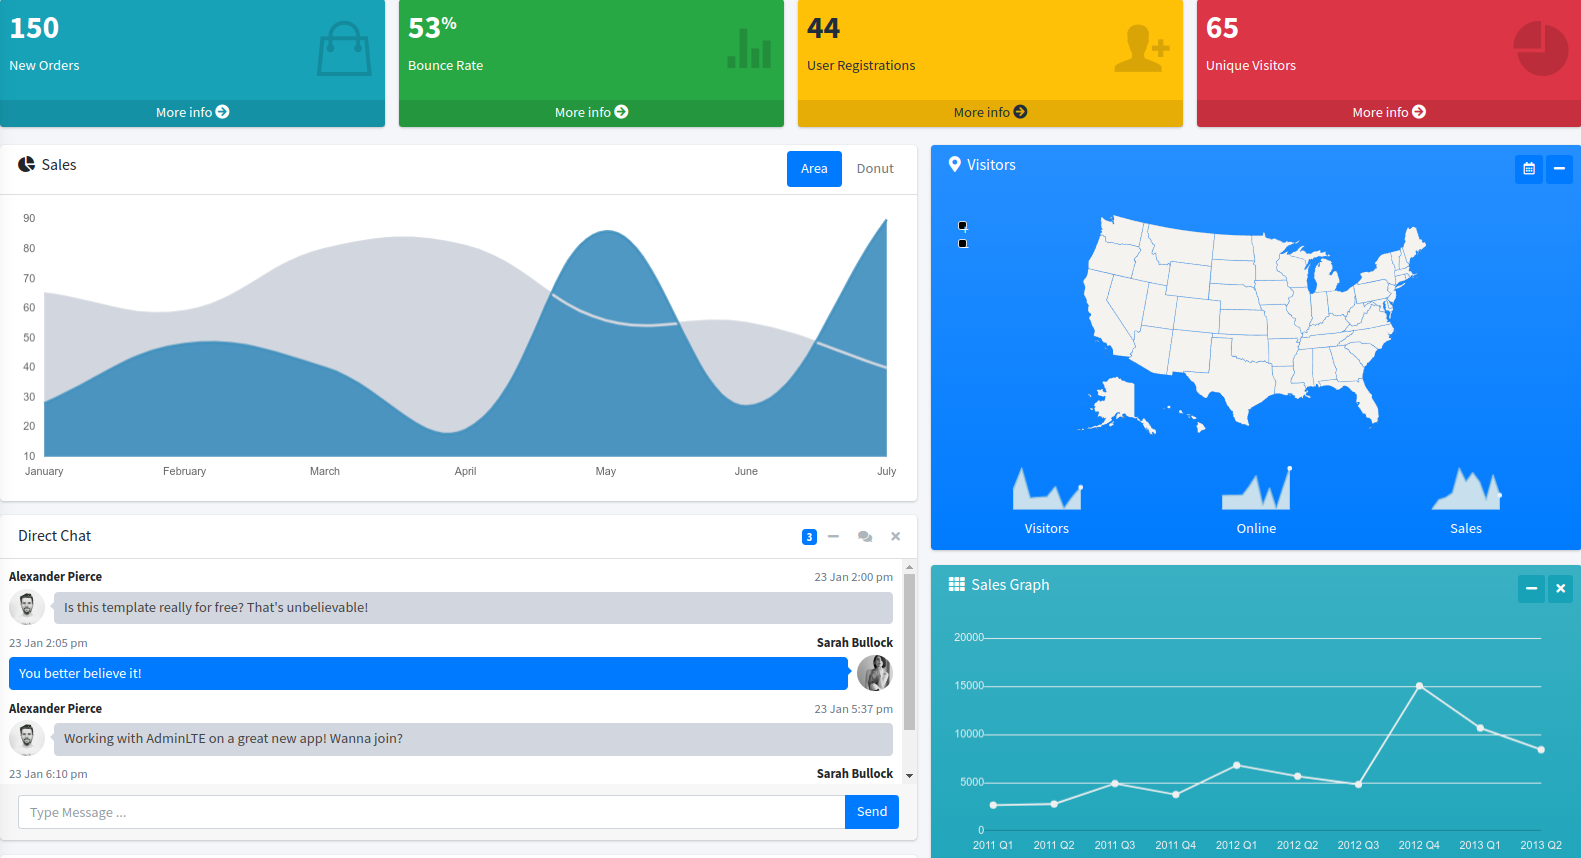 150
New Orders
More info
53%
Bounce Rate
More info
44
User Registrations
More info
65
Unique Visitors
More info
Sales
Area
Donut
90
80
70
60
50
40
30
20
10
January February March April May June July
Visitors
Visitors
Online
Sales
Direct Chat
3
Alexander Pierce 23 Jan 2:00 pm
Is this template really for free? That's unbelievable!
23 Jan 2:05 pm Sarah Bullock
You better believe it!
Alexander Pierce 23 Jan 5:37 pm
Working with AdminLTE on a great new app! Wanna join?
23 Jan 6:10 pm Sarah Bullock
Type Message ...
Send
Sales Graph
20000
15000
10000
5000
0
2011 Q1 2011 Q2 2011 Q3 2011 Q4 2012 Q1 2012 Q2 2012 Q3 2012 Q4 2013 Q1 2013 Q2